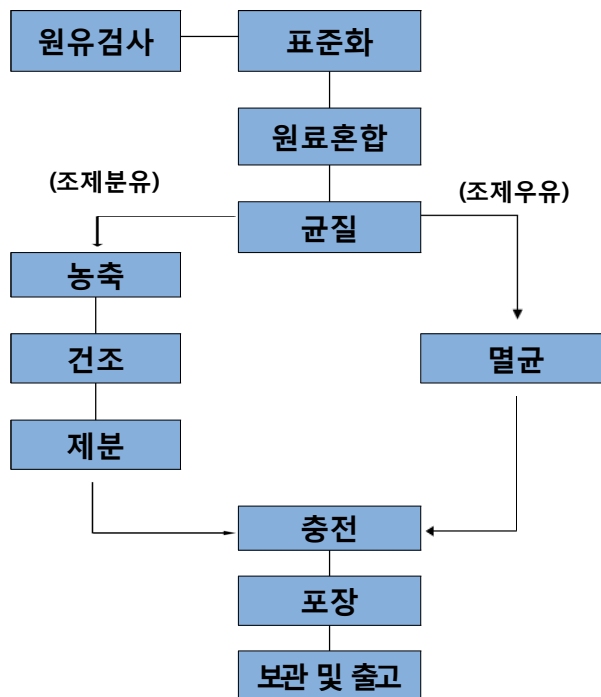 원유검사
표준화
원료혼합
(조제분유)
(조제우유)
균질
농축
건조
멸균
제분
충전
포장
보관 및 출고